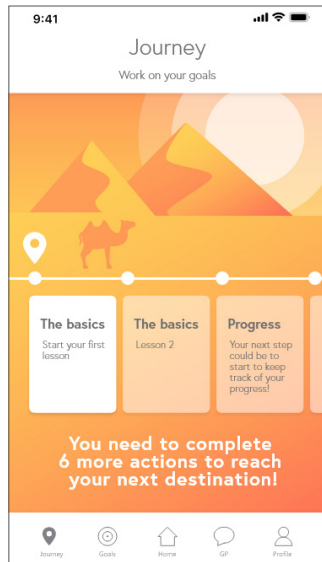 9:41
Journey
Work on your goals
The basics
Start your first
lesson
The basics
Lesson 2
Progress
Your next step
could be to
start to keep
track of your
progress!
You need to complete
6 more actions to reach
your next destination!
Journey
Goals
Home
GP
Profile